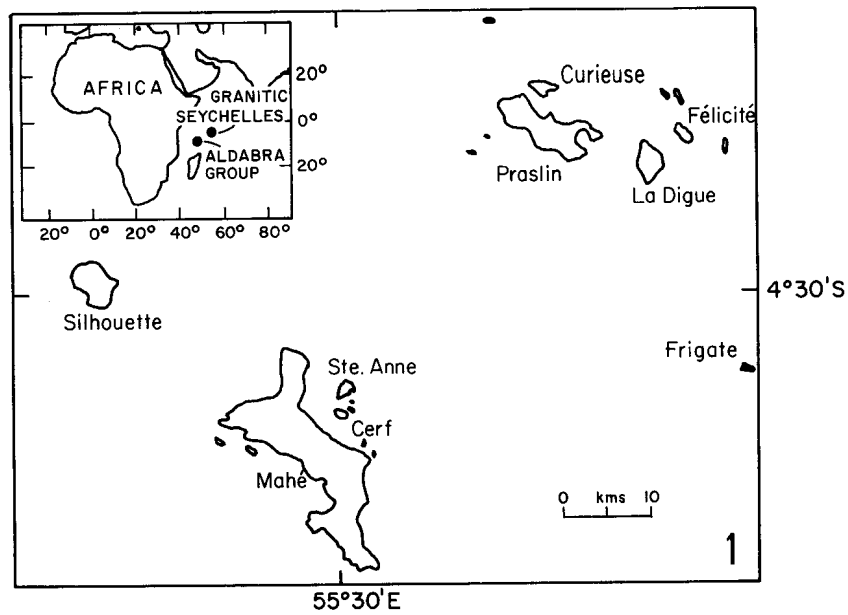 AFRICA
GRANITIC
SEYCHELLES
ALDABRA
GROUP
20°
0°
20°
20° 0° 20° 40° 60° 80°
Curieuse
Félicité
Praslin
La Digue
4°30'S
Silhouette
Frigate
Ste. Anne
Cerf
Mahé
0 kms 10
1
55°30'E